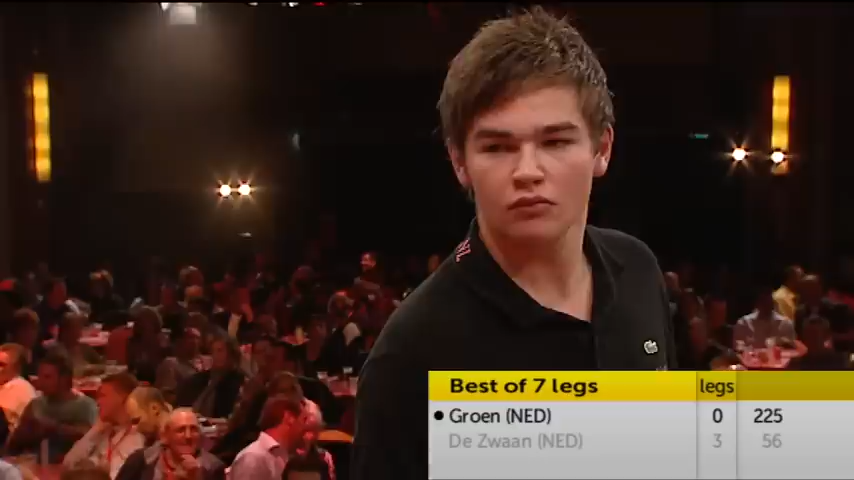 Best of 7 legs legs
Groen (NED) 0 225
De Zwaan (NED) 3 56